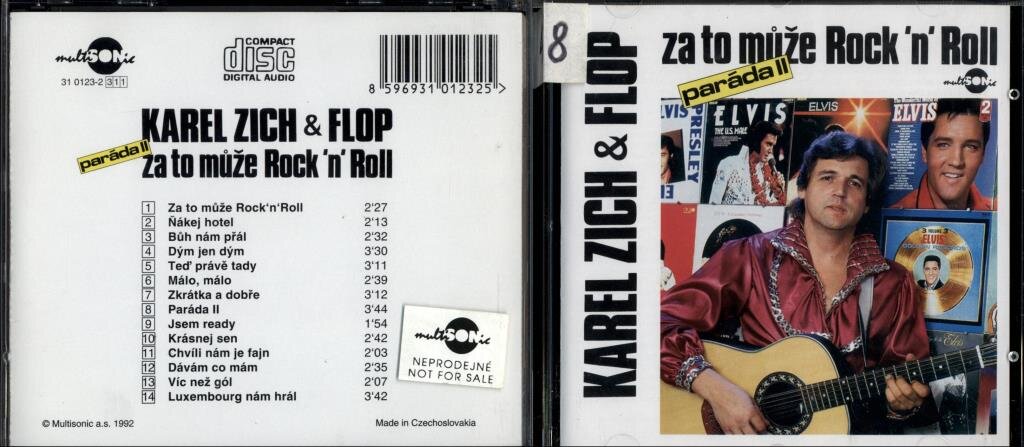 multiSONic
31 0123-2 311
COMPACT
disc
DIGITAL AUDIO
8 596931 012325 >
KAREL ZICH & FLOP
paráda II
za to může Rock 'n' Roll
1 Za to může Rock‘n‘Roll 2'27
2 Ňákej hotel 2'13
3 Bůh nám přál 2'32
4 Dým jen dým 3'30
5 Teď právě tady 3'11
6 Málo, málo 2'39
7 Zkrátka a dobře 3'12
8 Paráda II 3'44
9 Jsem ready 1'54
10 Krásnej sen 2'42
11 Chvíli nám je fajn 2'03
12 Dávám co mám 2'35
13 Víc než gól 2'07
14 Luxembourg nám hrál 3'42
multiSONic
NEPRODEJNÉ
NOT FOR SALE
© Multisonic a.s. 1992
Made in Czechoslovakia
8
KAREL ZICH & FLOP
za to může Rock 'n' Roll
paráda II
multiSONic
ELVIS
PRESLEY
ELVIS
THE U.S. MALE
ELVIS
ELVIS
2
ELVIS
Elvis